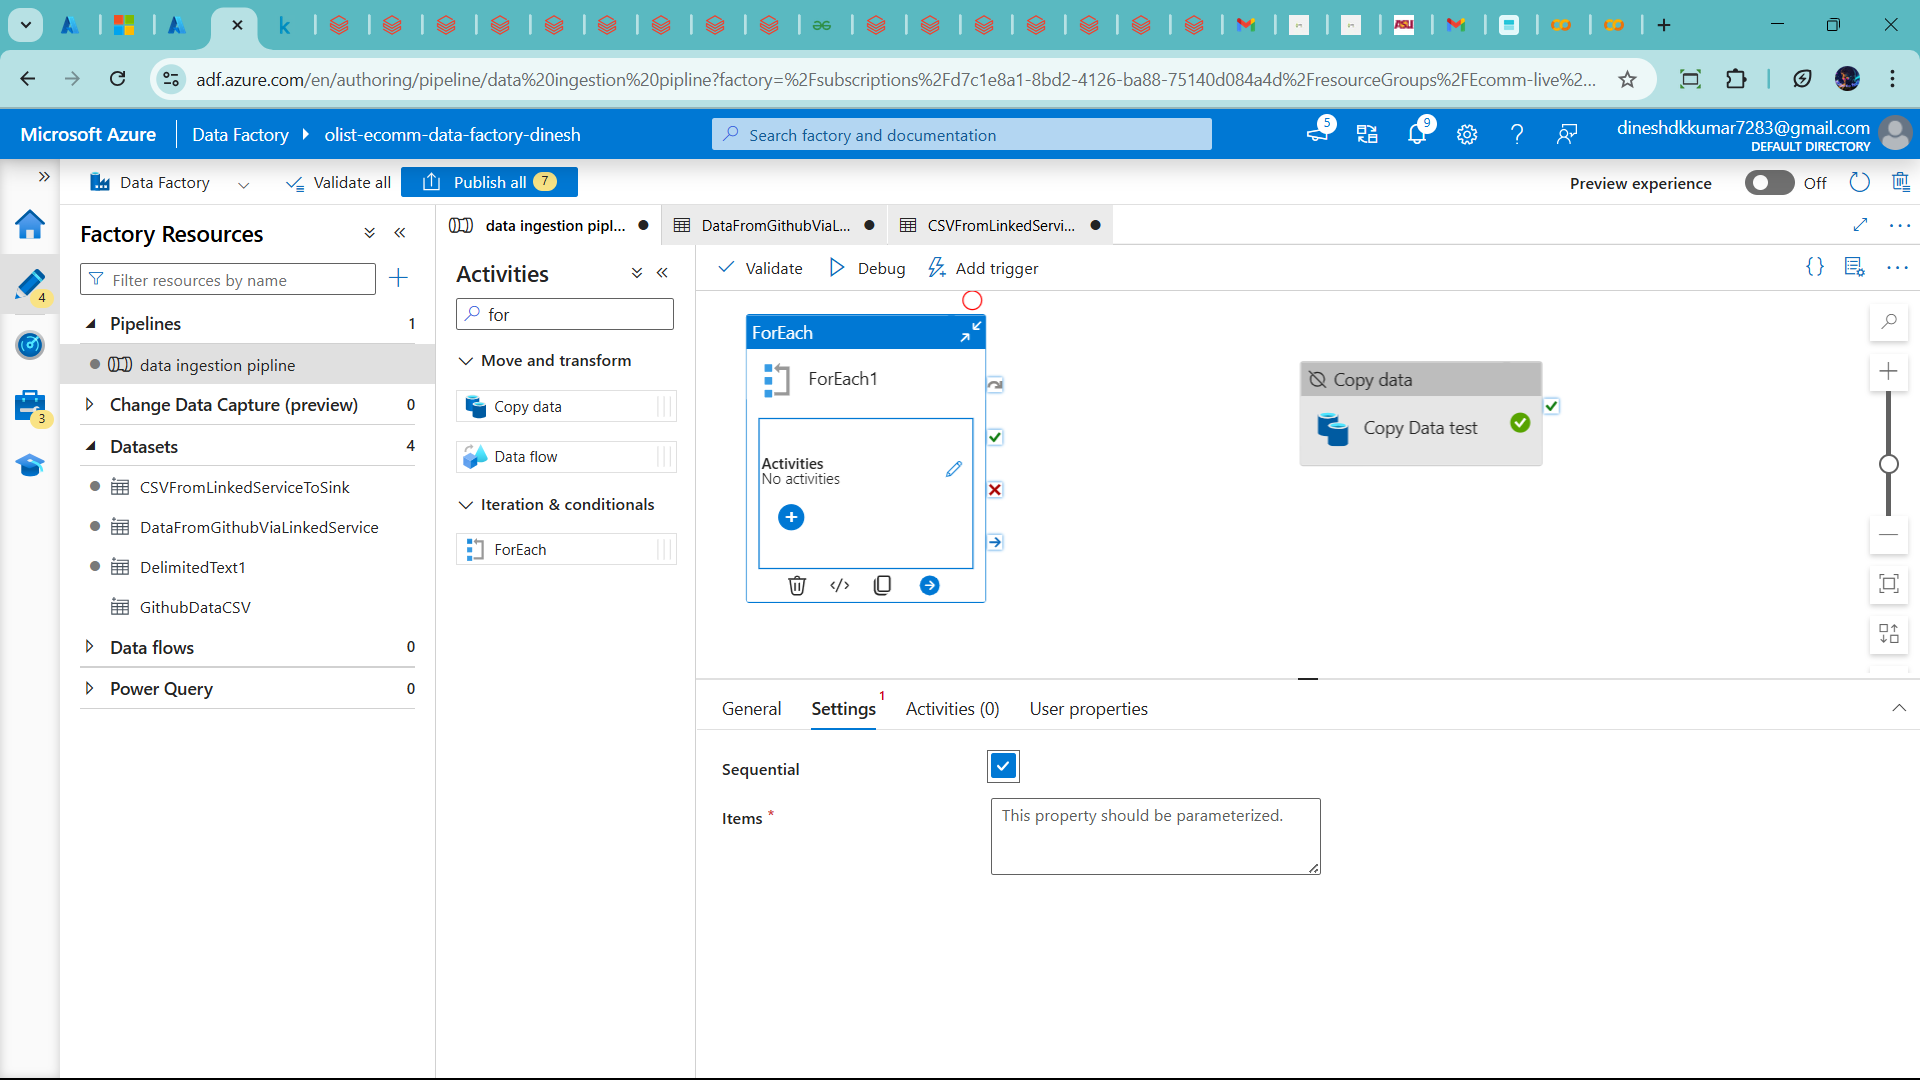 adf.azure.com/en/authoring/pipeline/data%20ingestion%20pipline?factory=%2Fsubscriptions%2Fd7c1e8a1-8bd2-4126-ba88-75140d084a4d%2FresourceGroups%2FEcomm-live%2...
Microsoft Azure
Data Factory
olist-ecomm-data-factory-dinesh
Search factory and documentation
5
9
dineshdkkumar7283@gmail.com
DEFAULT DIRECTORY
Data Factory
Validate all
Publish all
7
Preview experience
Off
4
3
Factory Resources
Filter resources by name
Pipelines
1
data ingestion pipline
Change Data Capture (preview)
0
Datasets
4
CSVFromLinkedServiceToSink
DataFromGithubViaLinkedService
DelimitedText1
GithubDataCSV
Data flows
0
Power Query
0
data ingestion pipl...
DataFromGithubViaL...
CSVFromLinkedServi...
Activities
for
Move and transform
Copy data
Data flow
Iteration & conditionals
ForEach
Validate
Debug
Add trigger
ForEach
ForEach1
Activities
No activities
Copy data
Copy Data test
General
Settings
1
Activities (0)
User properties
Sequential
Items *
This property should be parameterized.